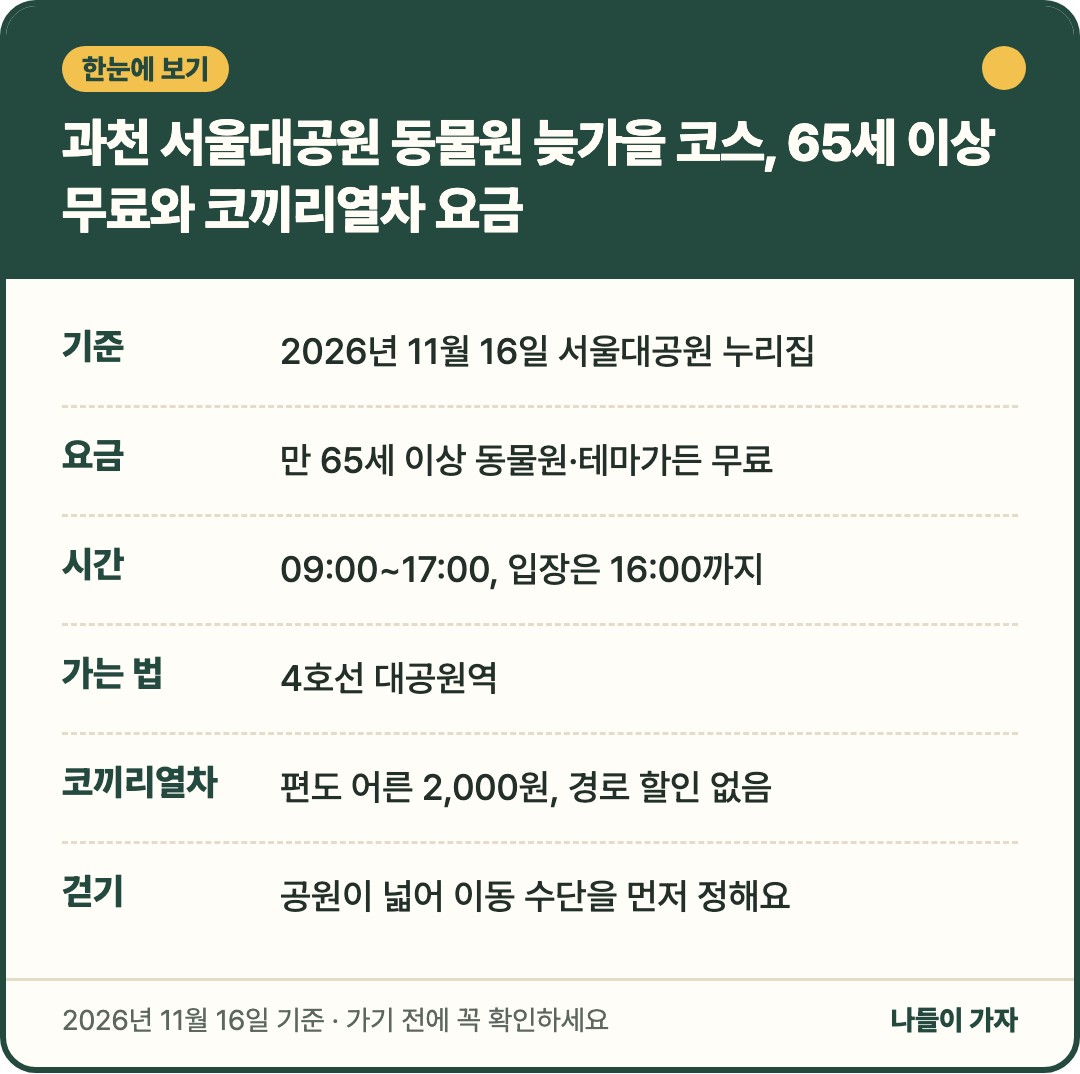 한눈에 보기
과천 서울대공원 동물원 늦가을 코스, 65세 이상
무료와 코끼리열차 요금
기준 2026년 11월 16일 서울대공원 누리집
요금 만 65세 이상 동물원·테마가든 무료
시간 09:00~17:00, 입장은 16:00까지
가는 법 4호선 대공원역
코끼리열차 편도 어른 2,000원, 경로 할인 없음
걷기 공원이 넓어 이동 수단을 먼저 정해요
2026년 11월 16일 기준 · 가기 전에 꼭 확인하세요 나들이 가자